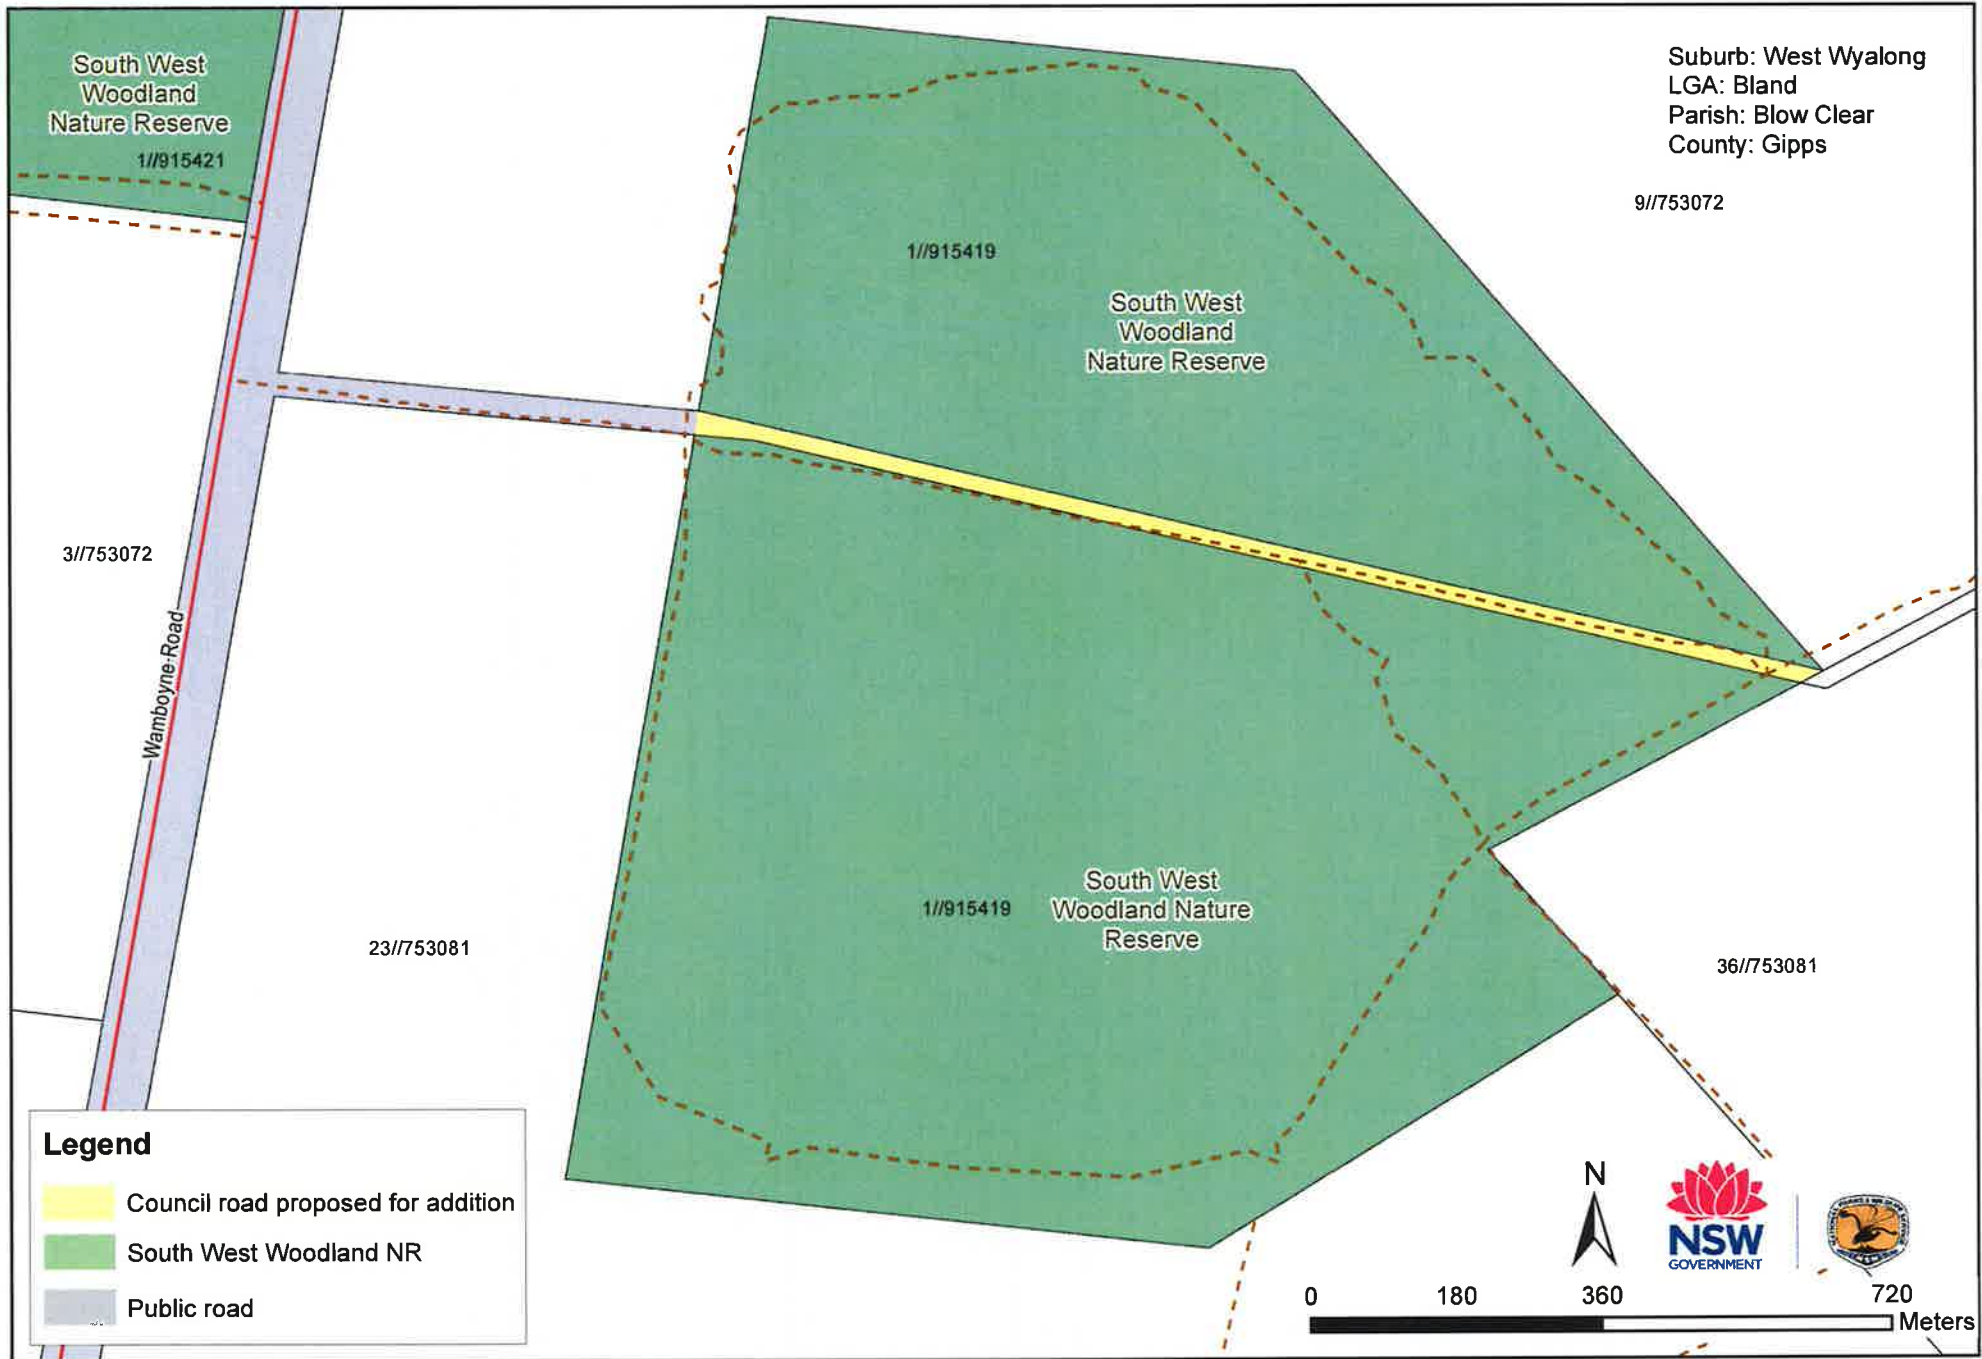 South West
Woodland
Nature Reserve
1//915421
Suburb: West Wyalong
LGA: Bland
Parish: Blow Clear
County: Gipps
9//753072
1//915419
South West
Woodland
Nature Reserve
3//753072
Wamboyne Road
1//915419
South West
Woodland Nature
Reserve
23//753081
36//753081
Legend
Council road proposed for addition
South West Woodland NR
Public road
N
NSW
GOVERNMENT
0 180 360 720
Meters